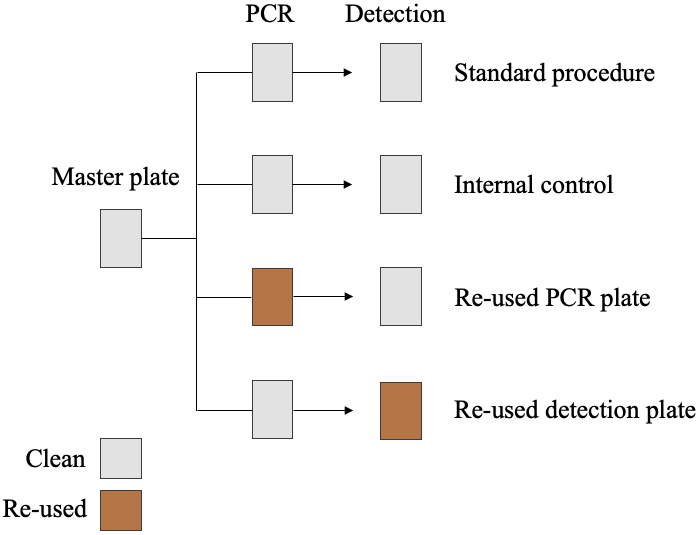 PCR
Detection
Standard procedure
Master plate
Internal control
Re-used PCR plate
Re-used detection plate
Clean
Re-used